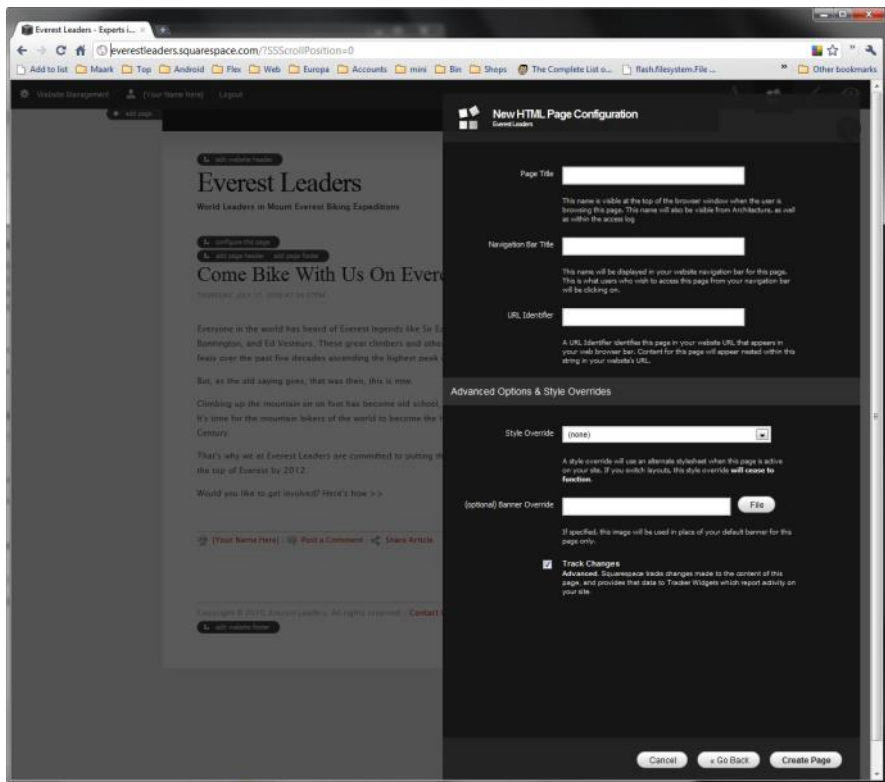 Everest Leaders - Experts i...
everestleaders.squarespace.com/?SSScrollPosition=0
Add to list Maark Top Android Flex Web Europa Accounts mini Bin Shops The Complete List o... flash.filesystem.File ... » Other bookmarks
Website Management [Your Name Here] Logout
add page
New HTML Page Configuration
Everest Leaders
edit website header
Everest Leaders
World Leaders in Mount Everest Biking Expeditions
configure this page
add page header add page footer
Come Bike With Us On Evere
THURSDAY, JULY
Everyone in the world has heard of Everest legends like Sir E
Bonnington, and Ed Viesturs. These great climbers and othe
feats over the past five decades ascending the highest peak
But, as the old saying goes, that was then, this is now.
Climbing up the mountain on on foot has become old school,
It's time for the mountain bikers of the world to become the
Century.
That's why we at Everest Leaders are committed to putting th
the top of Everest by 2012.
Would you like to get involved? Here's how > >
[Your Name Here] | Post a Comment | Share Article
Copyright © 2010, Everest Leaders. All rights reserved. | Contact
edit website footer
Page Title
This name is visible at the top of the browser window when the user is
browsing this page. This name will also be visible from Architecture, as well
as within the access log
Navigation Bar Title
This name will be displayed in your website navigation bar for this page.
This is what users who wish to access this page from your navigation bar
will be clicking on.
URL Identifier
A URL Identifier identifies this page in your website URL that appears in
your web browser bar. Content for this page will appear nested within this
string in your website's URL.
Advanced Options & Style Overrides
Style Override
(none)
A style override will use an alternate stylesheet when this page is active
on your site. If you switch layouts, this style override will cease to
function.
(optional) Banner Override
File
If specified, this image will be used in place of your default banner for this
page only.
Track Changes
Advanced. Squarespace tracks changes made to the content of this
page, and provides that data to Tracker Widgets which report activity on
your site.
Cancel
« Go Back
Create Page